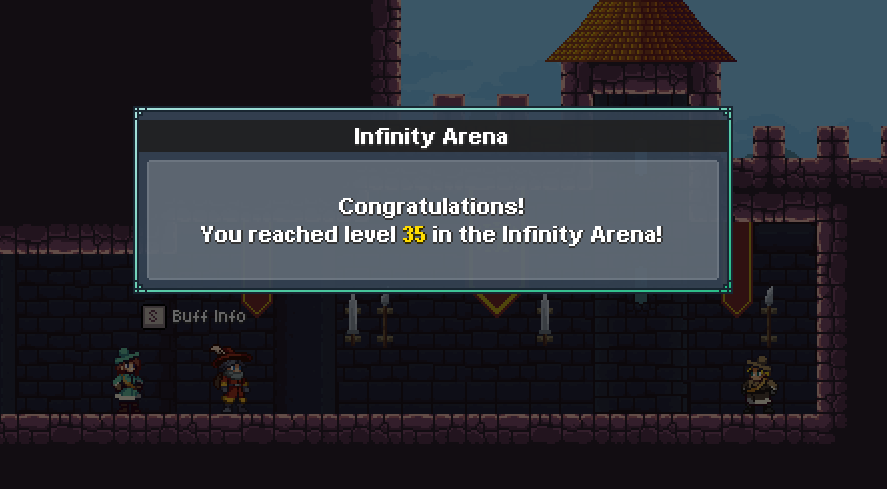 Infinity Arena
Congratulations!
You reached level 35 in the Infinity Arena!
S Buff Info